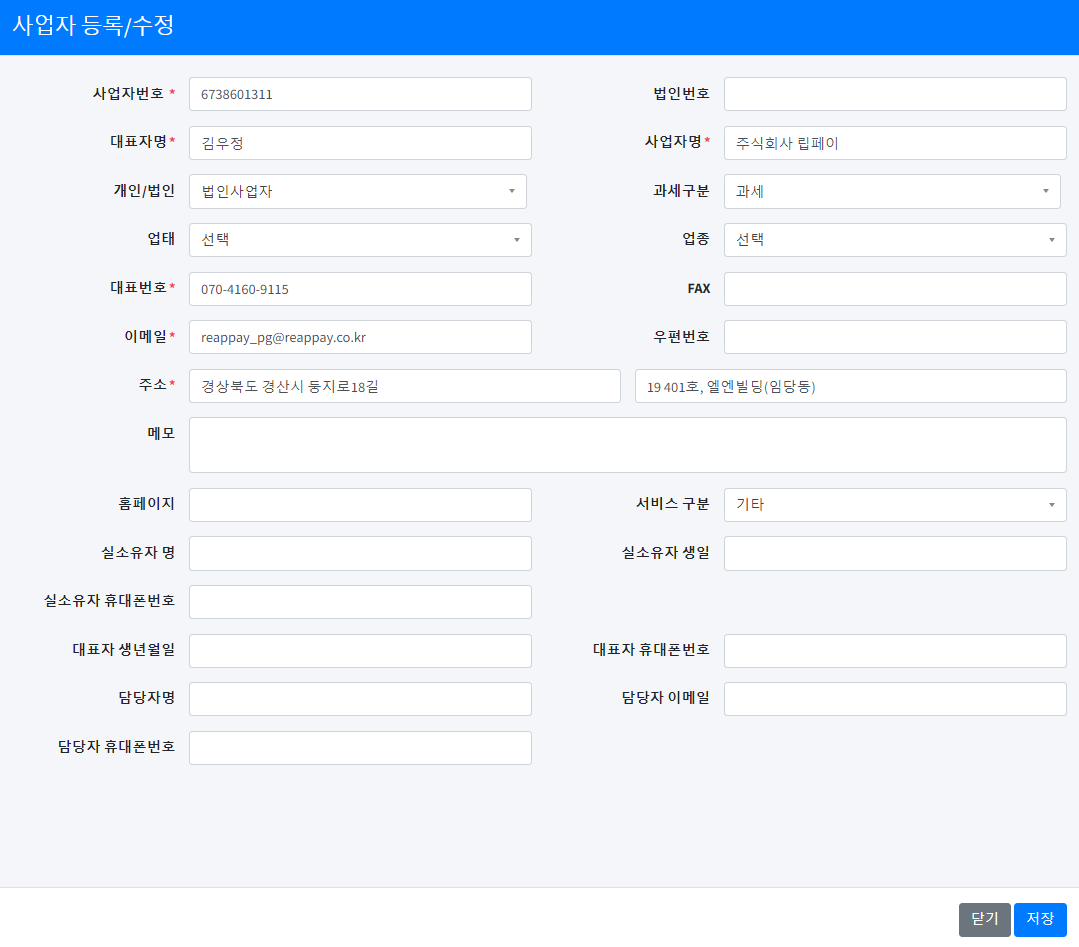 사업자 등록/수정
사업자번호 * 6738601311 법인번호
대표자명* 김우정 사업자명* 주식회사 립페이
개인/법인 법인사업자 과세구분 과세
업태 선택 업종 선택
대표번호* 070-4160-9115 FAX
이메일* reappay_pg@reappay.co.kr 우편번호
주소* 경상북도 경산시 둥지로18길 19 401호, 엘엔빌딩(임당동)
메모
홈페이지 서비스 구분 기타
실소유자 명 실소유자 생일
실소유자 휴대폰번호
대표자 생년월일 대표자 휴대폰번호
담당자명 담당자 이메일
담당자 휴대폰번호
닫기 저장